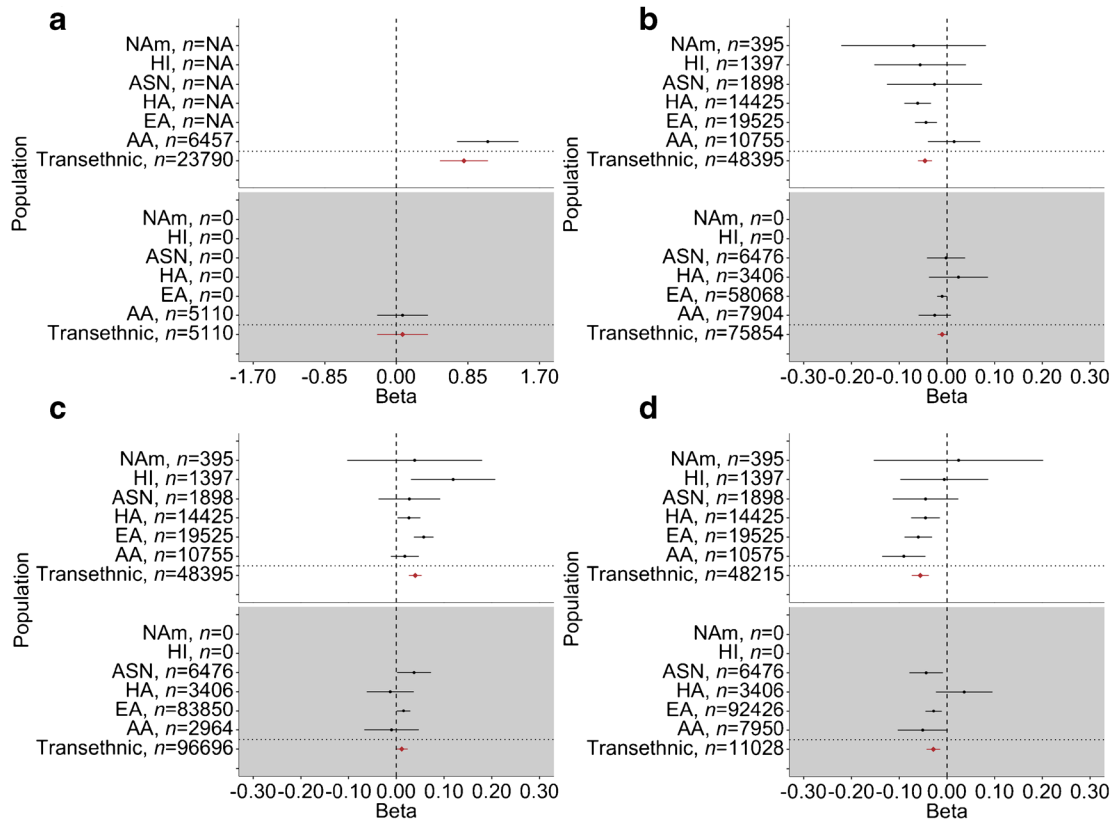 a
Population
NAm, n=NA
HI, n=NA
ASN, n=NA
HA, n=NA
EA, n=NA
AA, n=6457
Transethnic, n=23790
NAm, n=0
HI, n=0
ASN, n=0
HA, n=0
EA, n=0
AA, n=5110
Transethnic, n=5110
-1.70 -0.85 0.00 0.85 1.70
Beta
b
Population
NAm, n=395
HI, n=1397
ASN, n=1898
HA, n=14425
EA, n=19525
AA, n=10755
Transethnic, n=48395
NAm, n=0
HI, n=0
ASN, n=6476
HA, n=3406
EA, n=58068
AA, n=7904
Transethnic, n=75854
-0.30 -0.20 -0.10 0.00 0.10 0.20 0.30
Beta
c
Population
NAm, n=395
HI, n=1397
ASN, n=1898
HA, n=14425
EA, n=19525
AA, n=10755
Transethnic, n=48395
NAm, n=0
HI, n=0
ASN, n=6476
HA, n=3406
EA, n=83850
AA, n=2964
Transethnic, n=96696
-0.30 -0.20 -0.10 0.00 0.10 0.20 0.30
Beta
d
Population
NAm, n=395
HI, n=1397
ASN, n=1898
HA, n=14425
EA, n=19525
AA, n=10575
Transethnic, n=48215
NAm, n=0
HI, n=0
ASN, n=6476
HA, n=3406
EA, n=92426
AA, n=7950
Transethnic, n=11028
-0.30 -0.20 -0.10 0.00 0.10 0.20 0.30
Beta